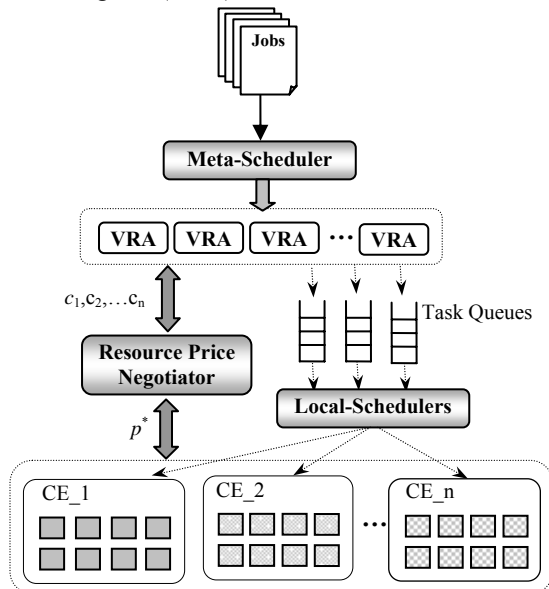 Jobs
Meta-Scheduler
VRA VRA VRA ... VRA
c₁,c₂,...cₙ
Task Queues
Resource Price
Negotiator
Local-Schedulers
p*
CE_1
CE_2
...
CE_n